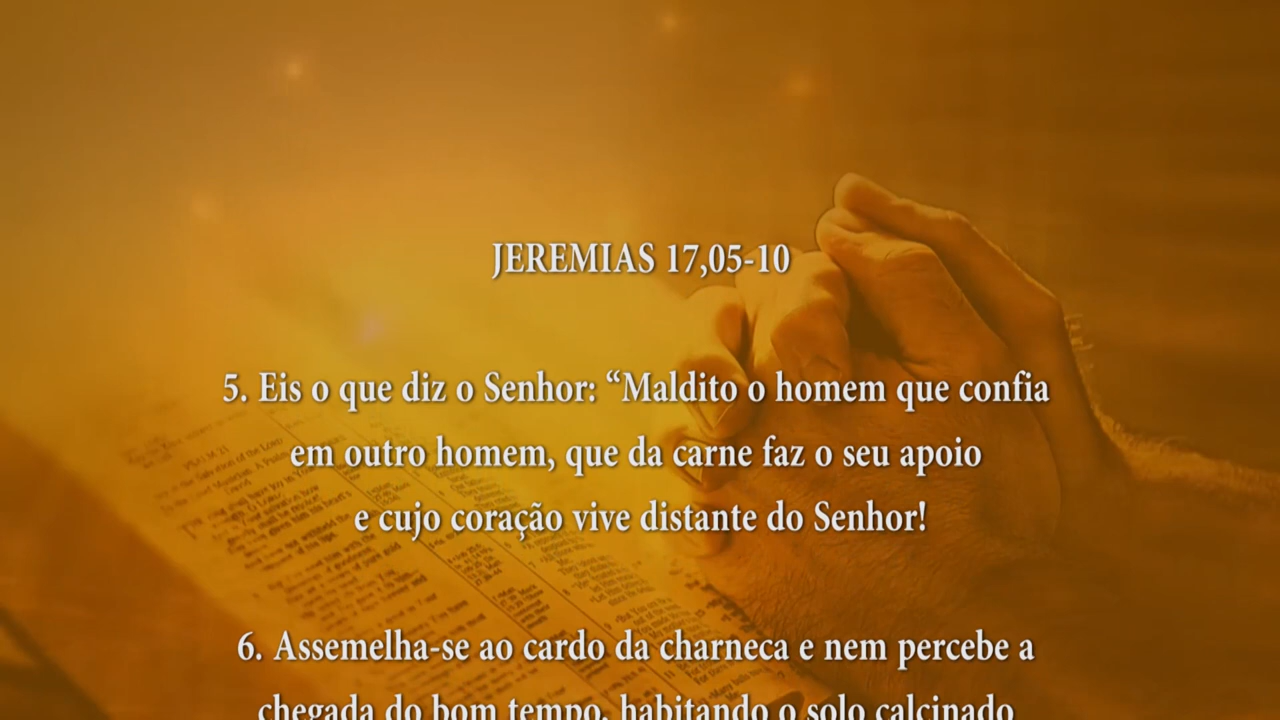 JEREMIAS 17,05-10
5. Eis o que diz o Senhor: “Maldito o homem que confia
em outro homem, que da carne faz o seu apoio
e cujo coração vive distante do Senhor!
6. Assemelha-se ao cardo da charneca e nem percebe a
chegada do bom tempo, habitando o solo calcinado